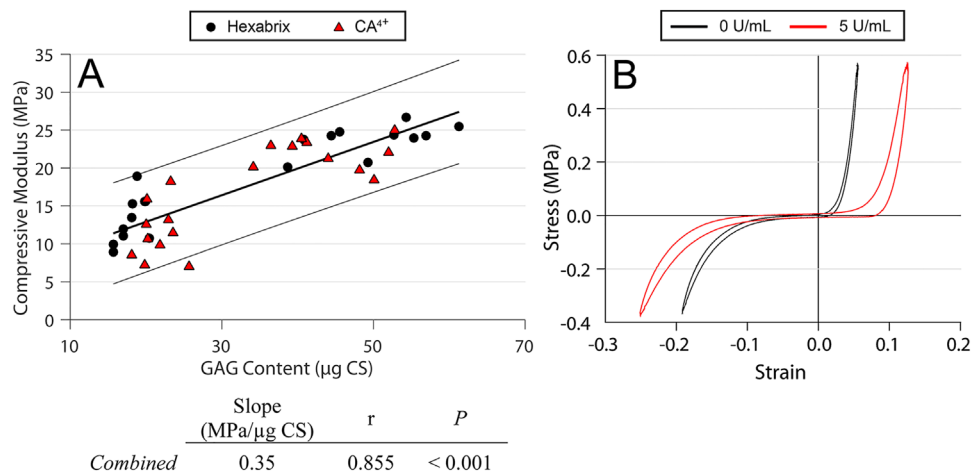 Hexabrix CA⁴⁺
A
Compressive Modulus (MPa)
35
30
25
20
15
10
5
0
10 30 50 70
GAG Content (µg CS)
0 U/mL 5 U/mL
B
Stress (MPa)
0.6
0.4
0.2
0.0
-0.2
-0.4
-0.3 -0.2 -0.1 0.0 0.1 0.2
Strain
Slope
(MPa/µg CS) r P
Combined 0.35 0.855 < 0.001